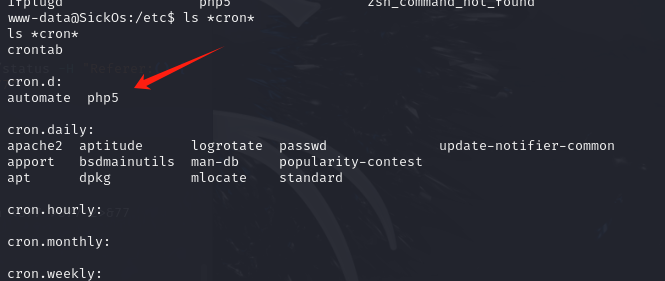 ifplugd php5 zsh_command_not_found
www-data@SickOs:/etc$ ls *cron*
ls *cron*
crontab
cron.d:
automate php5
cron.daily:
apache2 aptitude logrotate passwd update-notifier-common
apport bsdmainutils man-db popularity-contest
apt dpkg mlocate standard
cron.hourly:
cron.monthly:
cron.weekly: